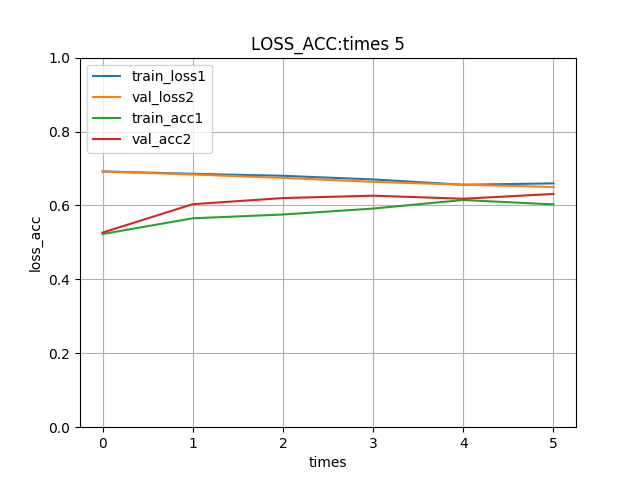 LOSS_ACC:times 5
1.0
0.8
0.6
0.4
0.2
0.0
loss_acc
train_loss1
val_loss2
train_acc1
val_acc2
0 1 2 3 4 5
times